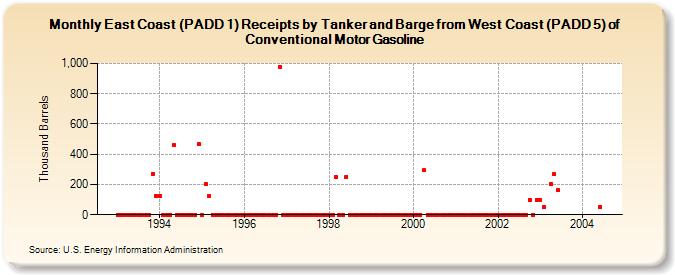 Monthly East Coast (PADD 1) Receipts by Tanker and Barge from West Coast (PADD 5) of
Conventional Motor Gasoline
Thousand Barrels
1,000
800
600
400
200
0
1994 1996 1998 2000 2002 2004
Source: U.S. Energy Information Administration